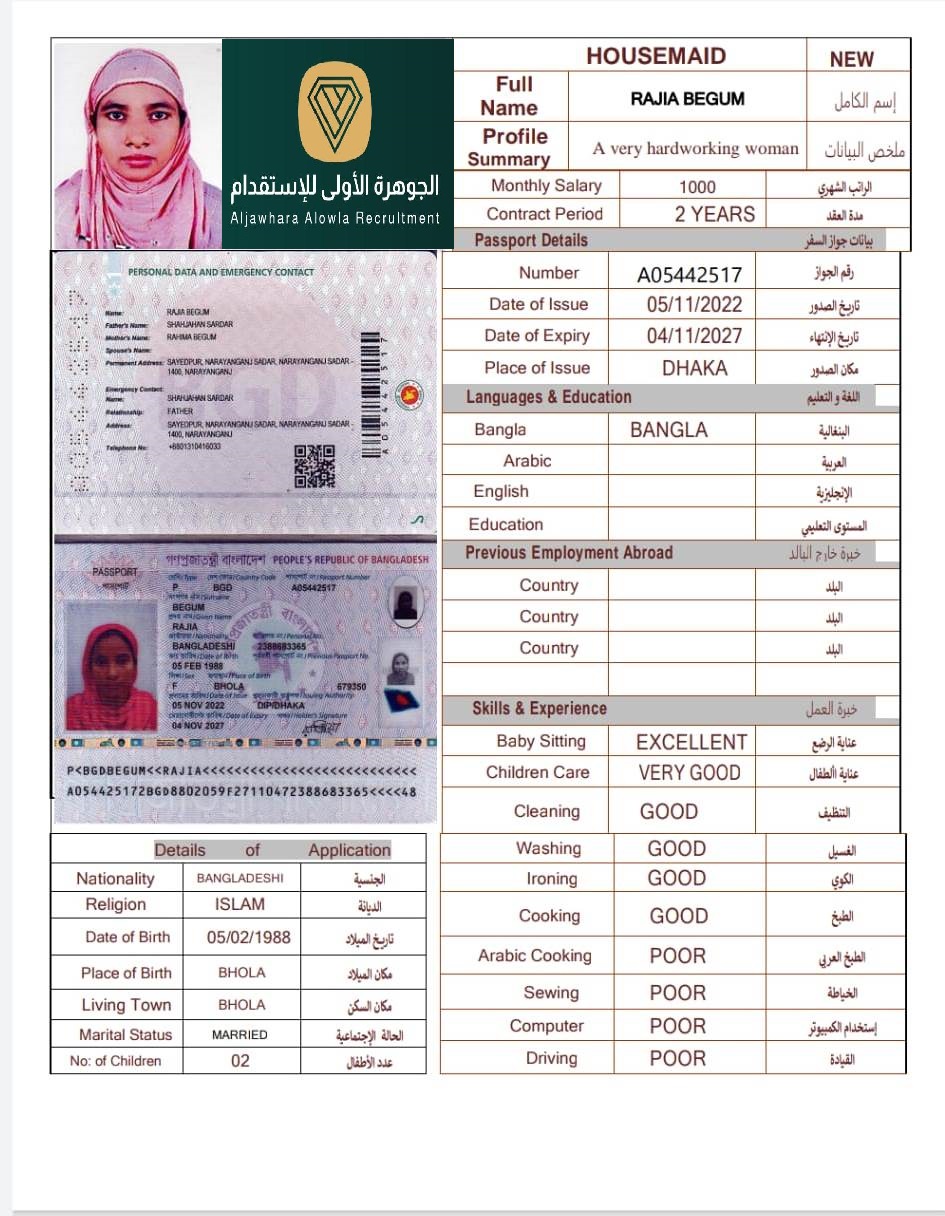 الجوهرة الأولى للإستقدام
Aljawhara Alowla Recrultment
HOUSEMAID NEW
Full Name RAJIA BEGUM إسم الكامل
Profile Summary A very hardworking woman ملخص البيانات
Monthly Salary 1000 الراتب الشهري
Contract Period 2 YEARS مدة العقد
Passport Details بيانات جواز السفر
Number A05442517 رقم الجواز
Date of Issue 05/11/2022 تاريخ الصدور
Date of Expiry 04/11/2027 تاريخ الإنتهاء
Place of Issue DHAKA مكان الصدور
Languages & Education اللغة و التعليم
Bangla BANGLA البنغالية
Arabic العربية
English الإنجليزية
Education المستوى التعليمي
Previous Employment Abroad خبرة خارج البالد
Country البلد
Country البلد
Country البلد
Skills & Experience خبرة العمل
Baby Sitting EXCELLENT عناية الرضع
Children Care VERY GOOD عناية األطفال
Cleaning GOOD التنظيف
Washing GOOD الغسيل
Ironing GOOD الكوي
Cooking GOOD الطبخ
Arabic Cooking POOR الطبخ العربي
Sewing POOR الخياطة
Computer POOR إستخدام الكمبيوتر
Driving POOR القيادة
PERSONAL DATA AND EMERGENCY CONTACT
Name: RAJIA BEGUM
Father's Name: SHAHJAHAN SARDAR
Mother's Name: RAHIMA BEGUM
Spouse's Name:
Permanent Address: SAYEDPUR, NARAYANGANJ SADAR, NARAYANGANJ SADAR -
1400, NARAYANGANJ
Emergency Contact:
Name: SHAHJAHAN SARDAR
Relationship: FATHER
Address: SAYEDPUR, NARAYANGANJ SADAR, NARAYANGANJ SADAR -
1400, NARAYANGANJ
Telephone No: +8801310416033
BGD
A05442517
গণপ্রজাতন্ত্রী বাংলাদেশ PEOPLE'S REPUBLIC OF BANGLADESH
PASSPORT
পাসপোর্ট
Type Country Code Passport Number
P BGD A05442517
Surname
BEGUM
Given Name
RAJIA
Nationality Personal No.
BANGLADESHI 2388683365
Date of Birth Previous Passport No.
05 FEB 1988
Sex Place of Birth
F BHOLA 679350
Date of Issue Issuing Authority
05 NOV 2022 DIP/DHAKA
Date of Expiry Holder's Signature
04 NOV 2027
P<BGDBEGUM<<RAJIA<<<<<<<<<<<<<<<<<<<<<<<<<<<
A054425172BGD8802059F27110472388683365<<<<48
Details of Application
Nationality BANGLADESHI الجنسية
Religion ISLAM الديانة
Date of Birth 05/02/1988 تاريخ الميلاد
Place of Birth BHOLA مكان الميلاد
Living Town BHOLA مكان السكن
Marital Status MARRIED الحالة الإجتماعية
No: of Children 02 عدد الأطفال